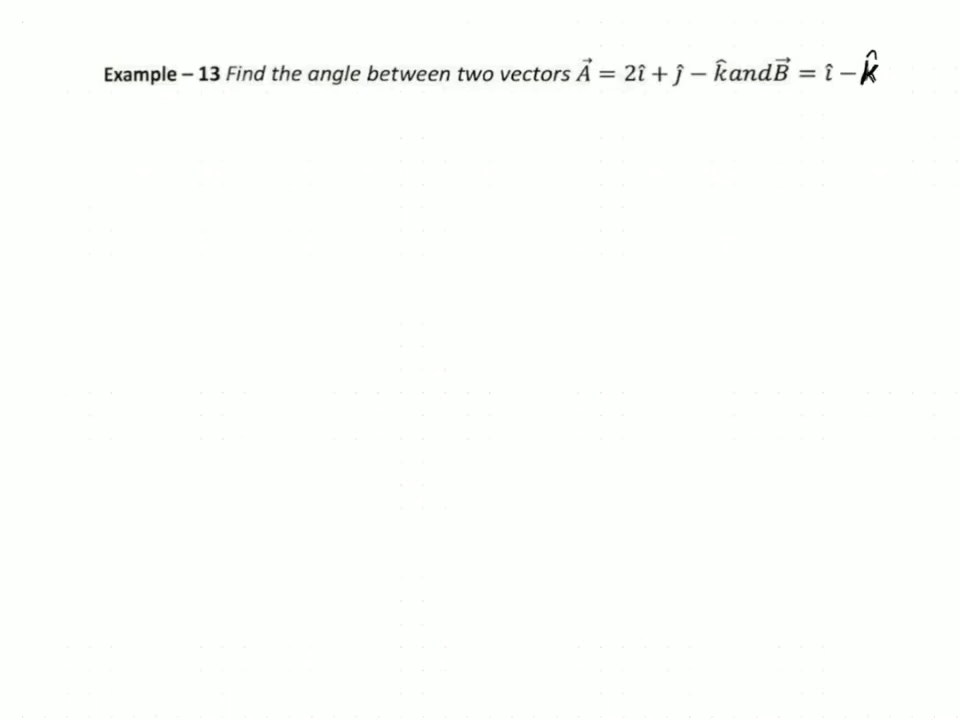 Example – 13 Find the angle between two vectors A⃗ = 2î + ĵ − k̂andB⃗ = î − k̂